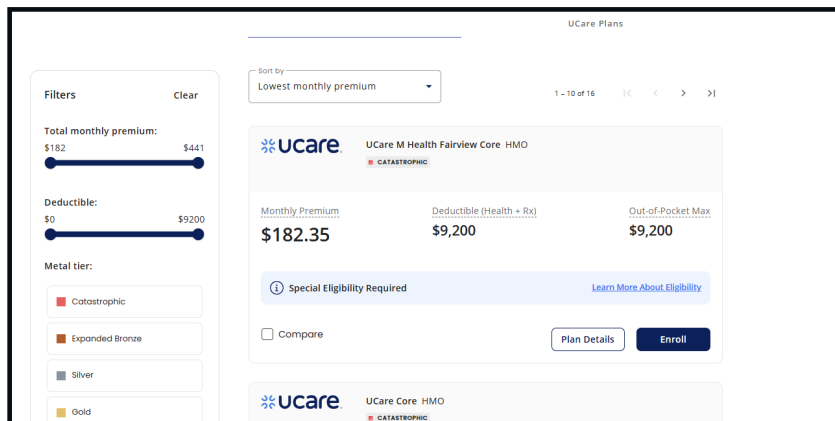 UCare Plans
Filters
Clear
Total monthly premium:
$182 $441
Deductible:
$0 $9200
Metal tier:
Catastrophic
Expanded Bronze
Silver
Gold
Sort by
Lowest monthly premium
1 – 10 of 16
ucare.
UCare M Health Fairview Core HMO
CATASTROPHIC
Monthly Premium
$182.35
Deductible (Health + Rx)
$9,200
Out-of-Pocket Max
$9,200
Special Eligibility Required
Learn More About Eligibility
Compare
Plan Details
Enroll
ucare.
UCare Core HMO
CATASTROPHIC